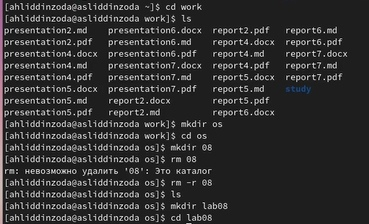 [ahliddinzoda@asliddinzoda ~]$ cd work
[ahliddinzoda@asliddinzoda work]$ ls
presentation2.md presentation6.docx report2.pdf report6.md
presentation4.docx presentation6.md report4.docx report6.pdf
presentation4.md presentation6.pdf report4.md report7.docx
presentation4.pdf presentation7.docx report4.pdf report7.md
presentation5.docx presentation7.md report5.docx report7.pdf
presentation5.md presentation7.pdf report5.md study
presentation5.pdf report2.docx report5.pdf
report2.md report6.docx
[ahliddinzoda@asliddinzoda work]$ mkdir os
[ahliddinzoda@asliddinzoda work]$ cd os
[ahliddinzoda@asliddinzoda os]$ mkdir 08
[ahliddinzoda@asliddinzoda os]$ rm 08
rm: невозможно удалить '08': Это каталог
[ahliddinzoda@asliddinzoda os]$ rm -r 08
[ahliddinzoda@asliddinzoda os]$ ls
[ahliddinzoda@asliddinzoda os]$ mkdir lab08
[ahliddinzoda@asliddinzoda os]$ cd lab08